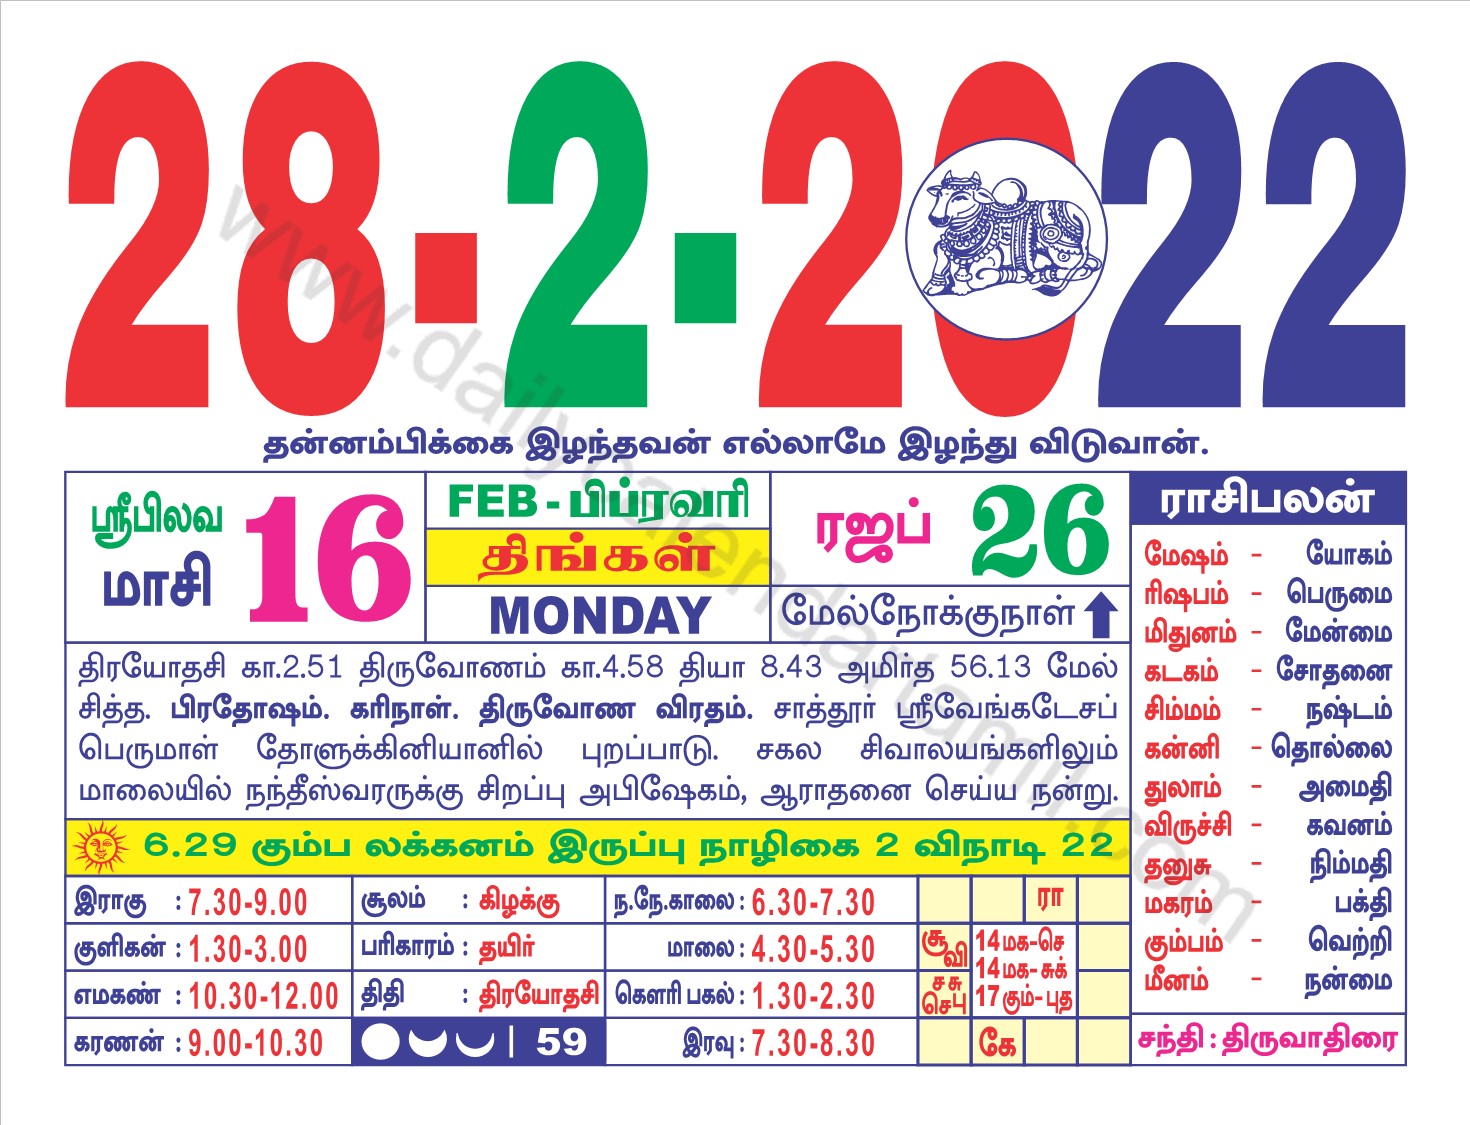 28-2-2022
தன்னம்பிக்கை இழந்தவன் எல்லாமே இழந்து விடுவான்.
ஸ்ரீபிலவ
மாசி 16
FEB - பிப்ரவரி
திங்கள்
MONDAY
ரஜப் 26
மேல்நோக்குநாள்
திரயோதசி கா.2.51 திருவோணம் கா.4.58 தியா 8.43 அமிர்த 56.13 மேல்
சித்த. பிரதோஷம். கரிநாள். திருவோண விரதம். சாத்தூர் ஸ்ரீவேங்கடேசப்
பெருமாள் தோளுக்கினியானில் புறப்பாடு. சகல சிவாலயங்களிலும்
மாலையில் நந்தீஸ்வரருக்கு சிறப்பு அபிஷேகம், ஆராதனை செய்ய நன்று.
6.29 கும்ப லக்கனம் இருப்பு நாழிகை 2 விநாடி 22
இராகு : 7.30-9.00
குளிகன் : 1.30-3.00
எமகண் : 10.30-12.00
கரணன் : 9.00-10.30
சூலம் : கிழக்கு
பரிகாரம் : தயிர்
திதி : திரயோதசி
59
ந.நே.காலை : 6.30-7.30
மாலை : 4.30-5.30
கௌரி பகல் : 1.30-2.30
இரவு : 7.30-8.30
ரா
சூ
வி
சசு
செபு
14 மக-செ
14 மக-சுக்
17 கும்-புத
கே
ராசிபலன்
மேஷம் - யோகம்
ரிஷபம் - பெருமை
மிதுனம் - மேன்மை
கடகம் - சோதனை
சிம்மம் - நஷ்டம்
கன்னி - தொல்லை
துலாம் - அமைதி
விருச்சி - கவனம்
தனுசு - நிம்மதி
மகரம் - பக்தி
கும்பம் - வெற்றி
மீனம் - நன்மை
சந்தி : திருவாதிரை
www.dailycalendartamil.com